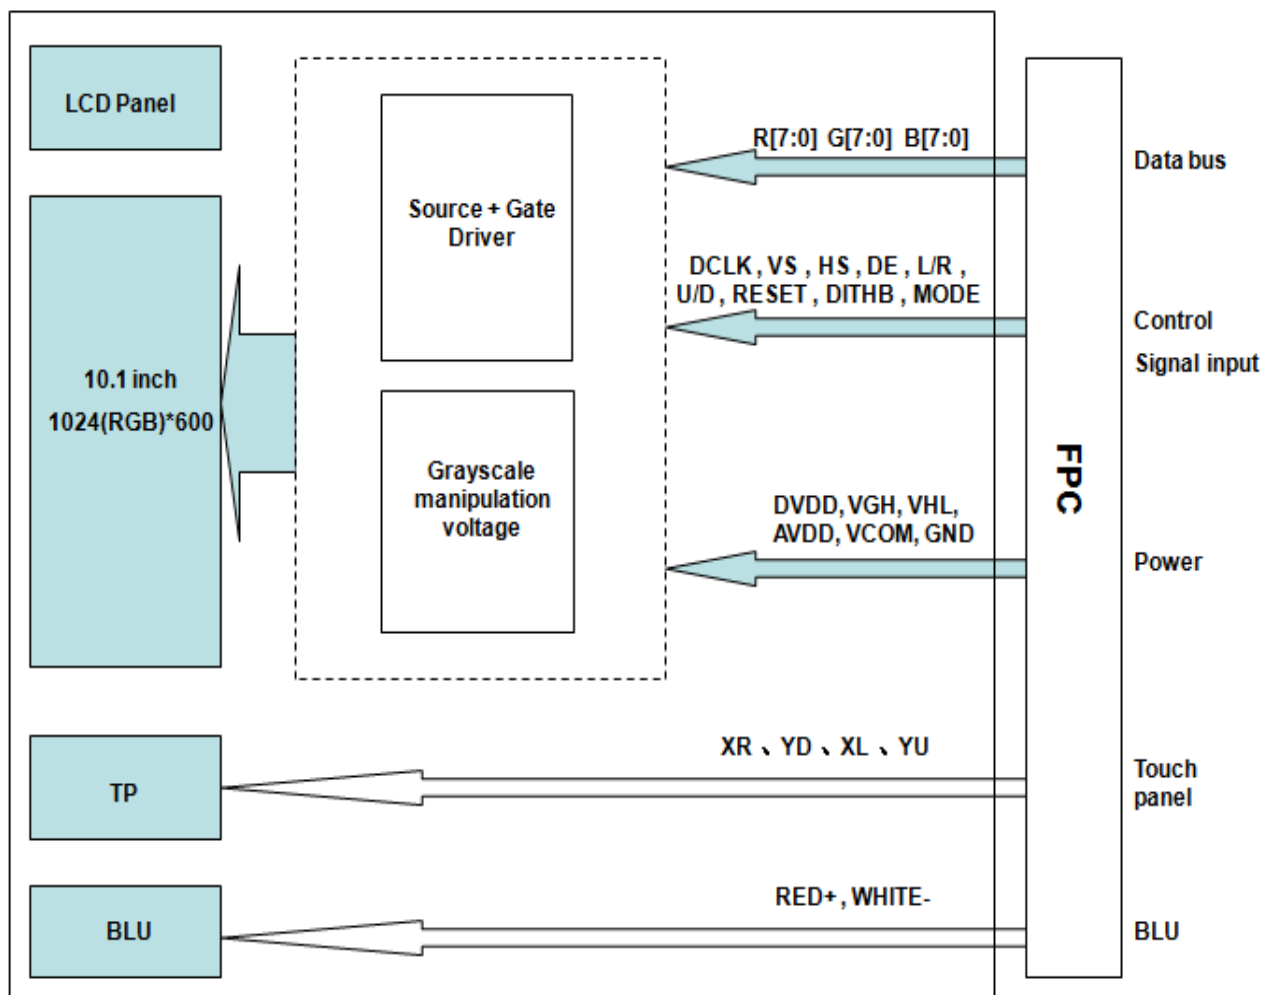 LCD Panel
R[7:0] G[7:0] B[7:0]
Data bus
Source + Gate
Driver
DCLK , VS , HS , DE , L/R ,
U/D , RESET , DITHB , MODE
Control
Signal input
10.1 inch
1024(RGB)*600
Grayscale
manipulation
voltage
FPC
DVDD, VGH, VHL,
AVDD, VCOM, GND
Power
XR 、 YD 、 XL 、 YU
TP
Touch
panel
RED+ , WHITE-
BLU
BLU